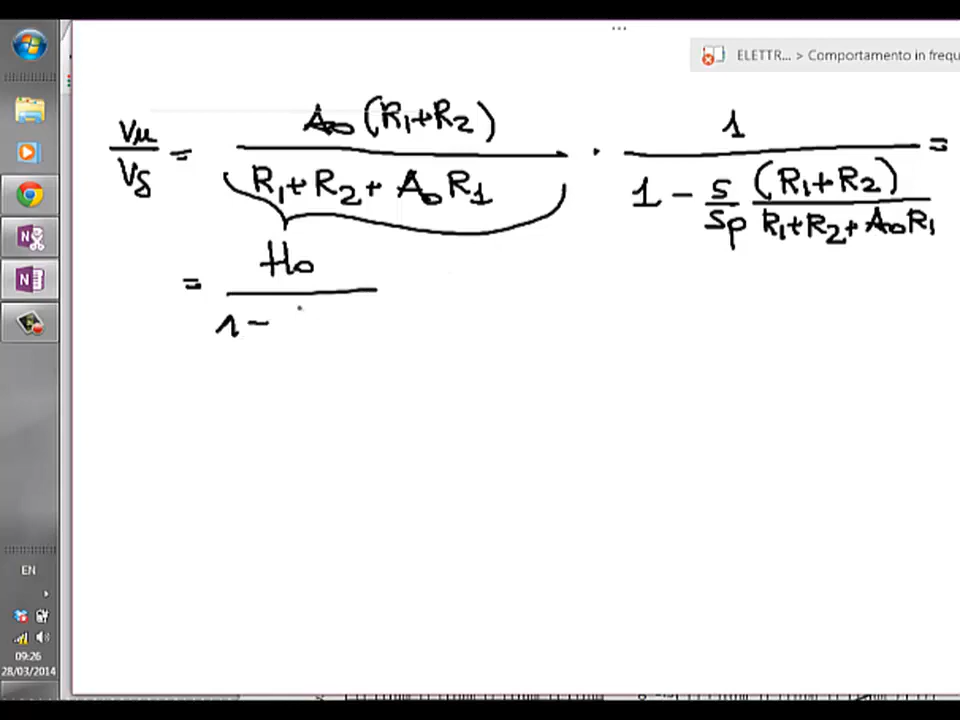 ELETTR... > Comportamento in frequ
Vu/Vs = A₀(R₁+R₂)/(R₁+R₂+A₀R₁) · 1/(1 - s/sp (R₁+R₂)/(R₁+R₂+A₀R₁)) =
= H₀/(1 -
EN
09:26
28/03/2014